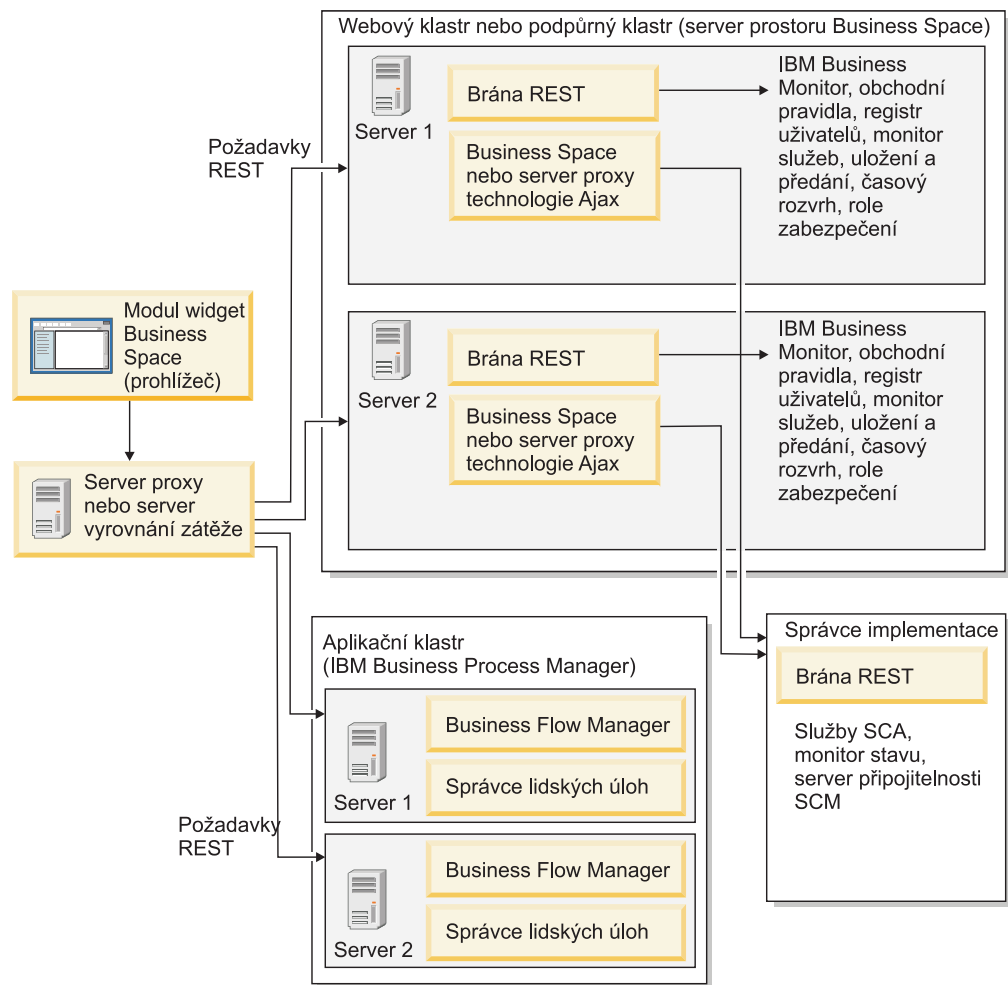 Webový klastr nebo podpůrný klastr (server prostoru Business Space)
Server 1
Brána REST
Business Space
nebo server proxy
technologie Ajax
IBM Business
Monitor, obchodní
pravidla, registr
uživatelů, monitor
služeb, uložení a
předání, časový
rozvrh, role
zabezpečení
Požadavky
REST
Modul widget
Business
Space
(prohlížeč)
Server 2
Brána REST
Business Space
nebo server proxy
technologie Ajax
IBM Business
Monitor, obchodní
pravidla, registr
uživatelů, monitor
služeb, uložení a
předání, časový
rozvrh, role
zabezpečení
Server proxy
nebo server
vyrovnání zátěže
Aplikační klastr
(IBM Business Process Manager)
Server 1
Business Flow Manager
Správce lidských úloh
Požadavky
REST
Server 2
Business Flow Manager
Správce lidských úloh
Správce implementace
Brána REST
Služby SCA,
monitor stavu,
server připojitelnosti
SCM